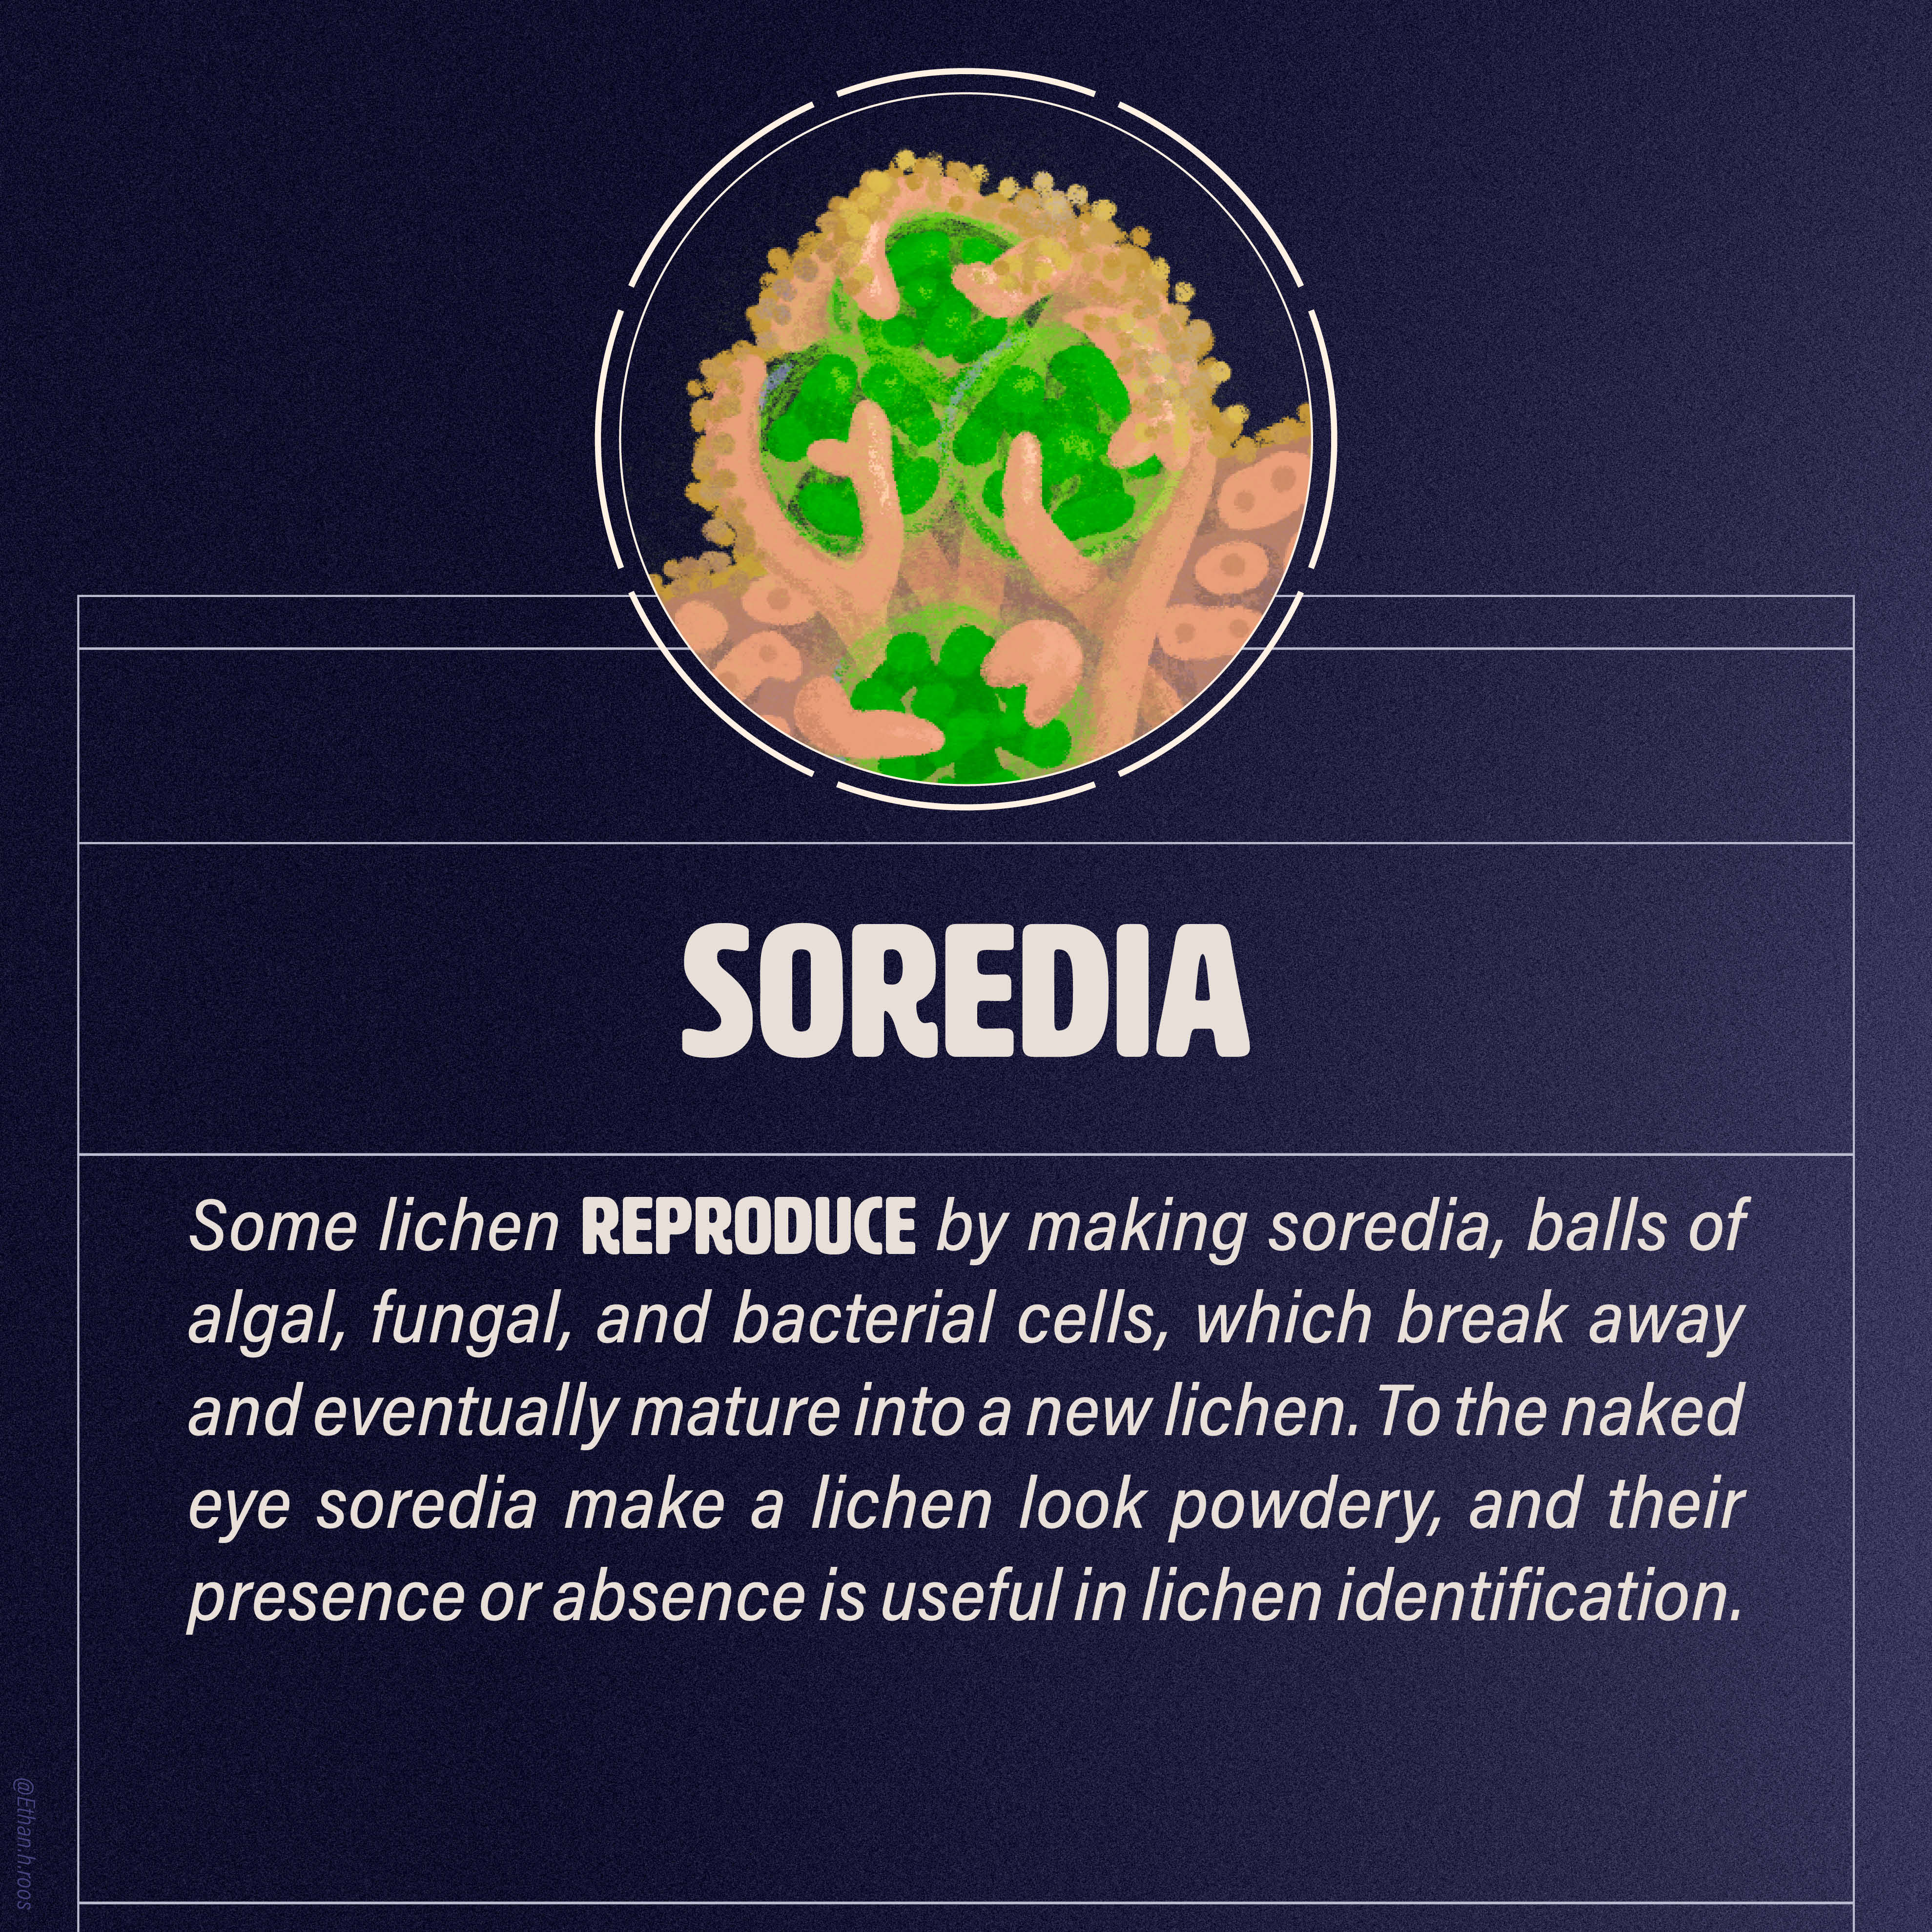 SOREDIA
Some lichen REPRODUCE by making soredia, balls of
algal, fungal, and bacterial cells, which break away
and eventually mature into a new lichen. To the naked
eye soredia make a lichen look powdery, and their
presence or absence is useful in lichen identification.
@Ethan.h.roos